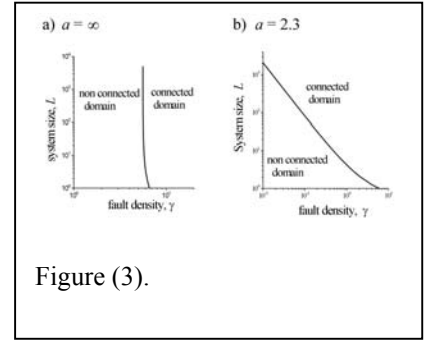 a) a = ∞
b) a = 2.3
system size, L
non connected
domain
connected
domain
fault density, γ
System size, L
connected
domain
non connected
domain
fault density, γ
Figure (3).